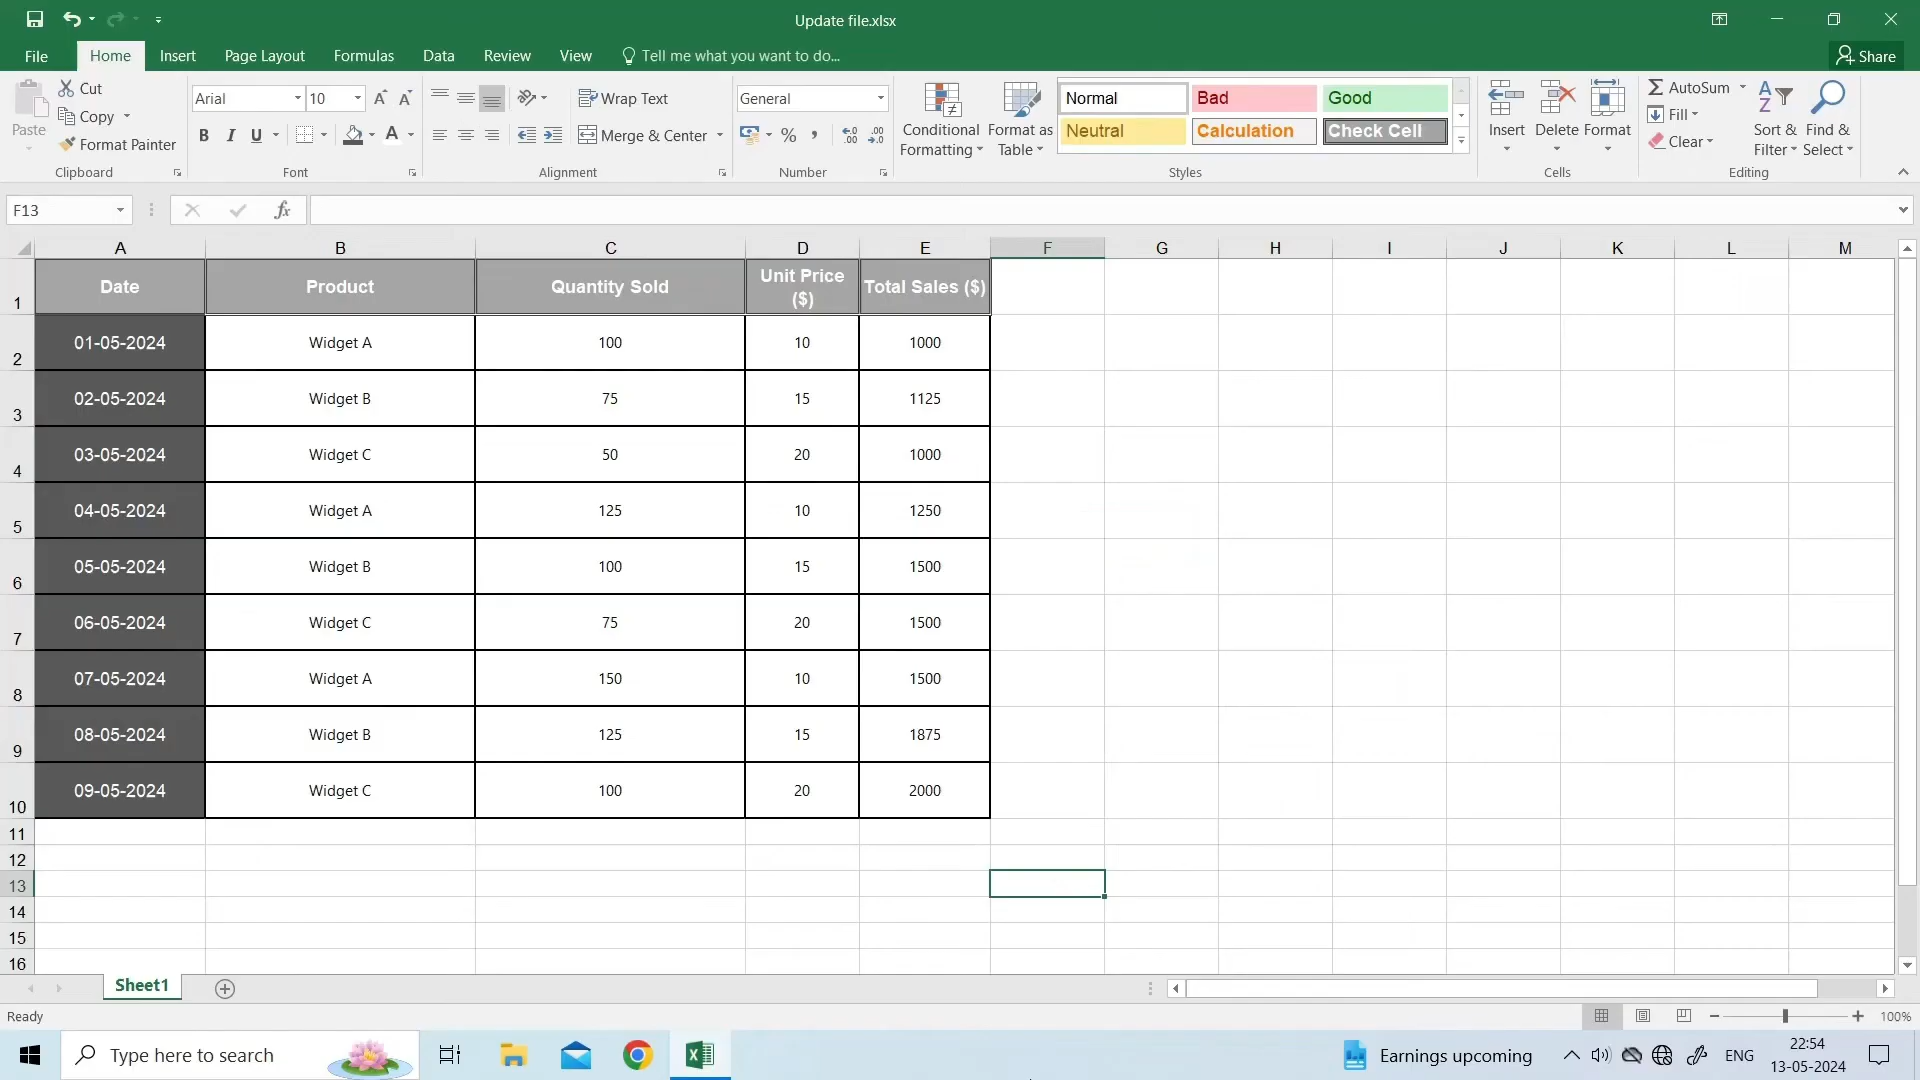 Update file.xlsx
File Home Insert Page Layout Formulas Data Review View Tell me what you want to do... Share
Paste
Cut
Copy
Format Painter
Clipboard
Arial 10
B I U A
Font
Wrap Text
Merge & Center
Alignment
General
% ,
Number
Conditional Formatting
Format as Table
Normal Bad Good
Neutral Calculation Check Cell
Styles
Insert Delete Format
Cells
AutoSum
Fill
Clear
Sort & Filter
Find & Select
Editing
F13 fx
A B C D E F G H I J K L M
1 Date Product Quantity Sold Unit Price ($) Total Sales ($)
2 01-05-2024 Widget A 100 10 1000
3 02-05-2024 Widget B 75 15 1125
4 03-05-2024 Widget C 50 20 1000
5 04-05-2024 Widget A 125 10 1250
6 05-05-2024 Widget B 100 15 1500
7 06-05-2024 Widget C 75 20 1500
8 07-05-2024 Widget A 150 10 1500
9 08-05-2024 Widget B 125 15 1875
10 09-05-2024 Widget C 100 20 2000
11
12
13
14
15
16
Sheet1
Ready 100%
Type here to search Earnings upcoming ENG 22:54
13-05-2024